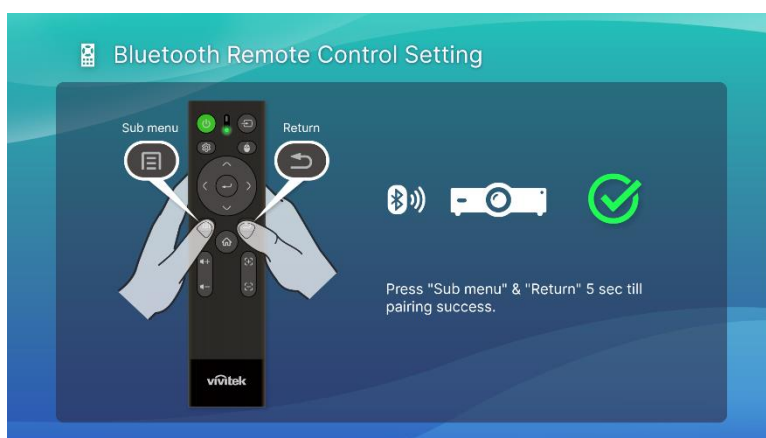 Bluetooth Remote Control Setting
Sub menu
Return
vivitek
Press "Sub menu" & "Return" 5 sec till
pairing success.